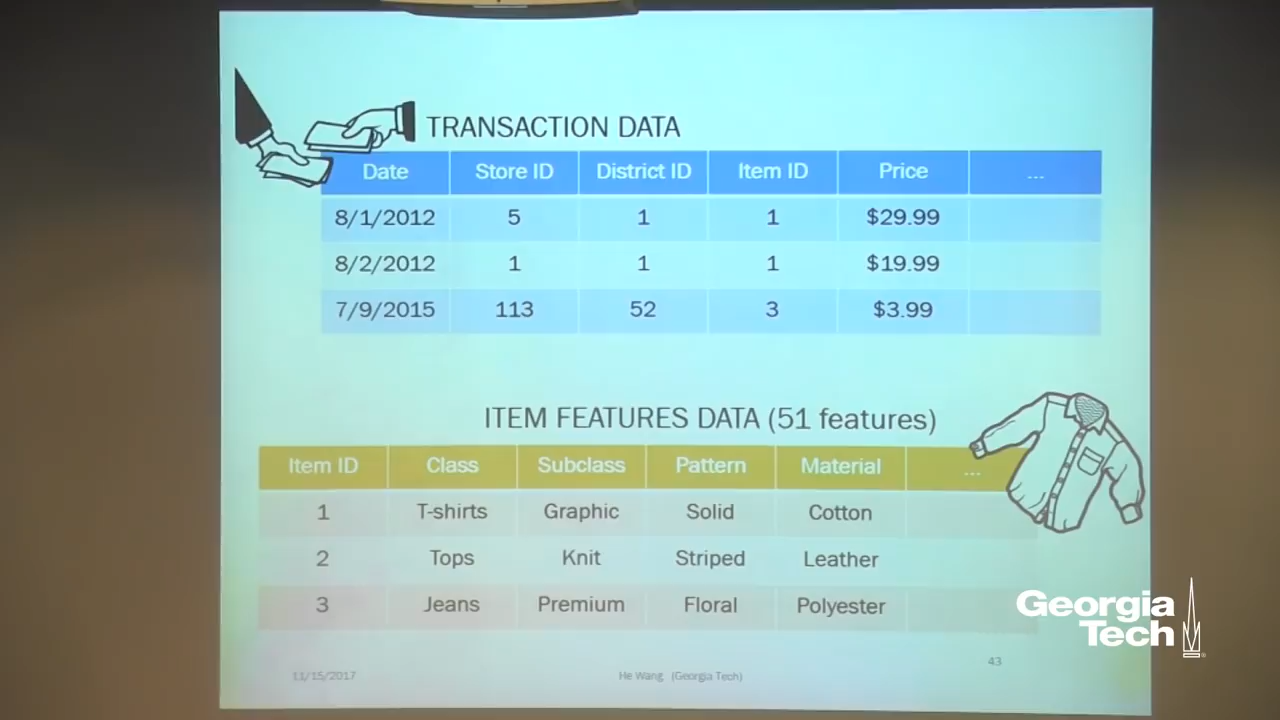 TRANSACTION DATA
Date Store ID District ID Item ID Price ...
8/1/2012 5 1 1 $29.99
8/2/2012 1 1 1 $19.99
7/9/2015 113 52 3 $3.99
ITEM FEATURES DATA (51 features)
Item ID Class Subclass Pattern Material ...
1 T-shirts Graphic Solid Cotton
2 Tops Knit Striped Leather
3 Jeans Premium Floral Polyester
11/15/2017 He Wang (Georgia Tech) 43
Georgia
Tech